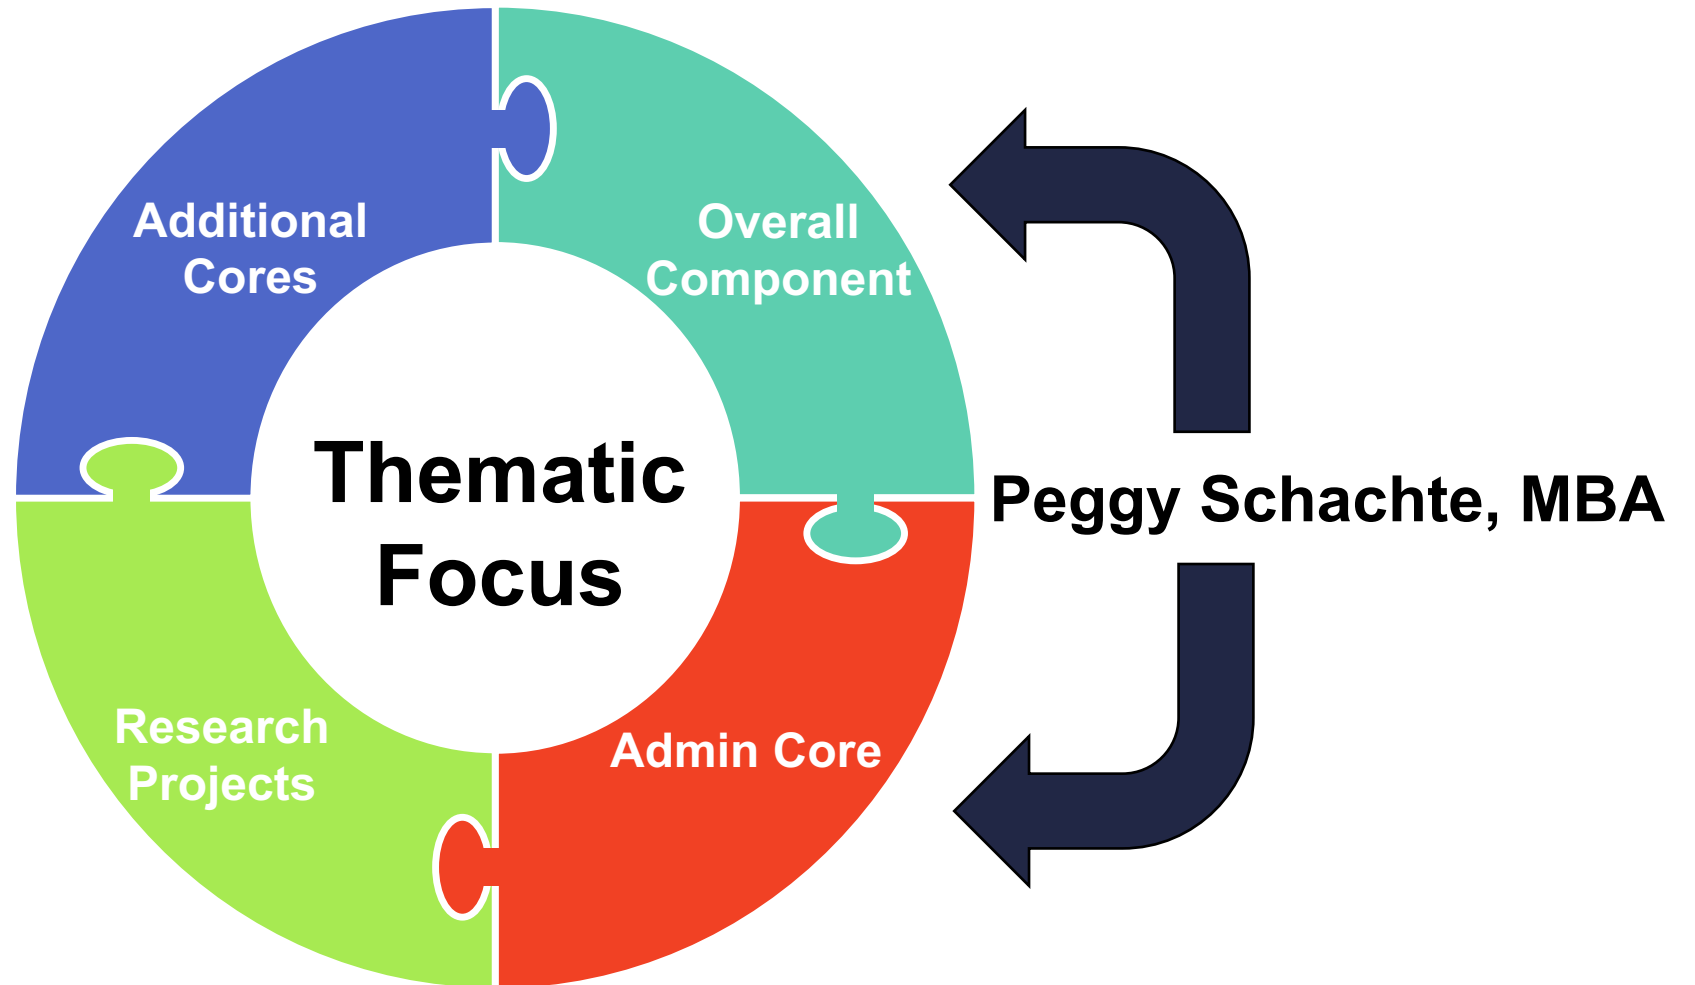 Additional
Cores
Overall
Component
Thematic
Focus
Peggy Schachte, MBA
Research
Projects
Admin Core